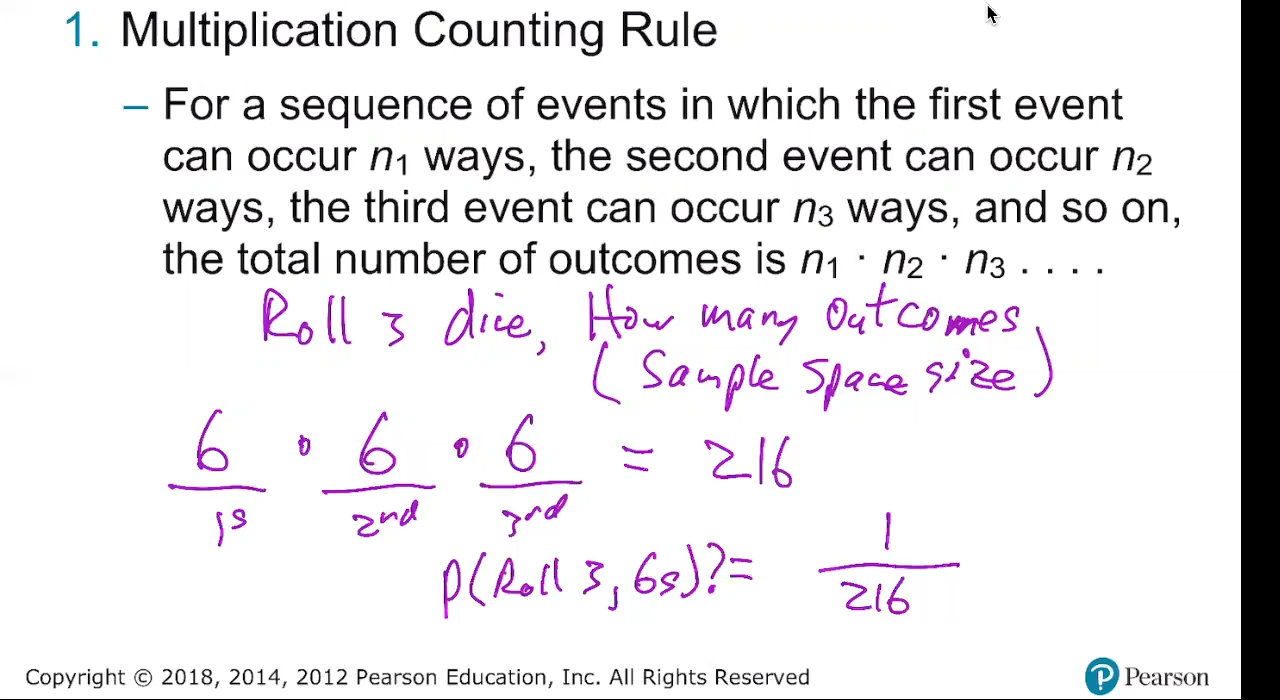 1. Multiplication Counting Rule
– For a sequence of events in which the first event
can occur n₁ ways, the second event can occur n₂
ways, the third event can occur n₃ ways, and so on,
the total number of outcomes is n₁ · n₂ · n₃ . . . .
Roll 3 dice, How many outcomes
(Sample space size)
6 · 6 · 6 = 216
1s 2nd 3rd
P(Roll 3, 6s)? = 1/216
Copyright © 2018, 2014, 2012 Pearson Education, Inc. All Rights Reserved
P Pearson